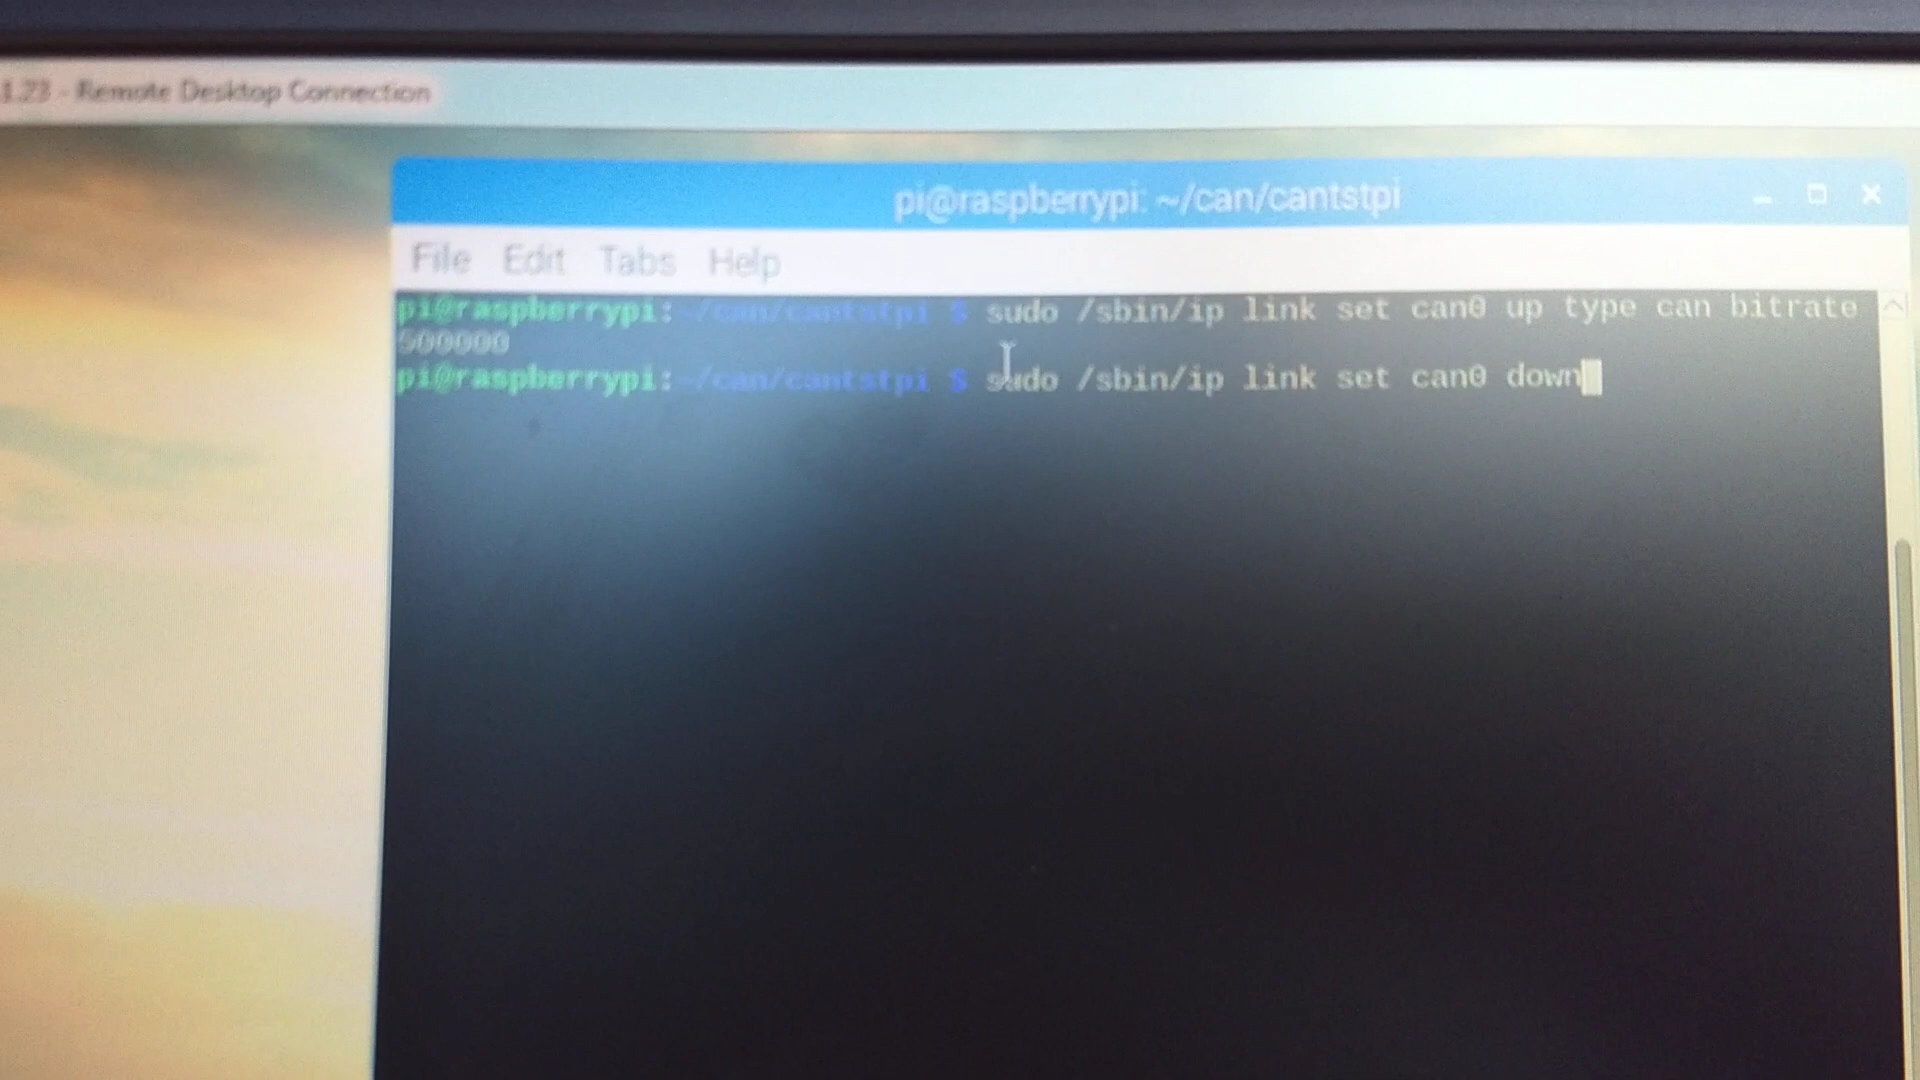 1.23 - Remote Desktop Connection
pi@raspberrypi: ~/can/cantstpi
File Edit Tabs Help
pi@raspberrypi:~/can/cantstpi $ sudo /sbin/ip link set can0 up type can bitrate
500000
pi@raspberrypi:~/can/cantstpi $ sudo /sbin/ip link set can0 down